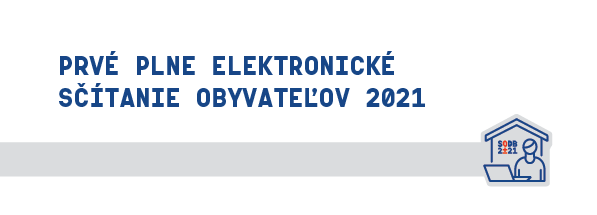 PRVÉ PLNE ELEKTRONICKÉ
SČÍTANIE OBYVATEĽOV 2021
SODB
2021